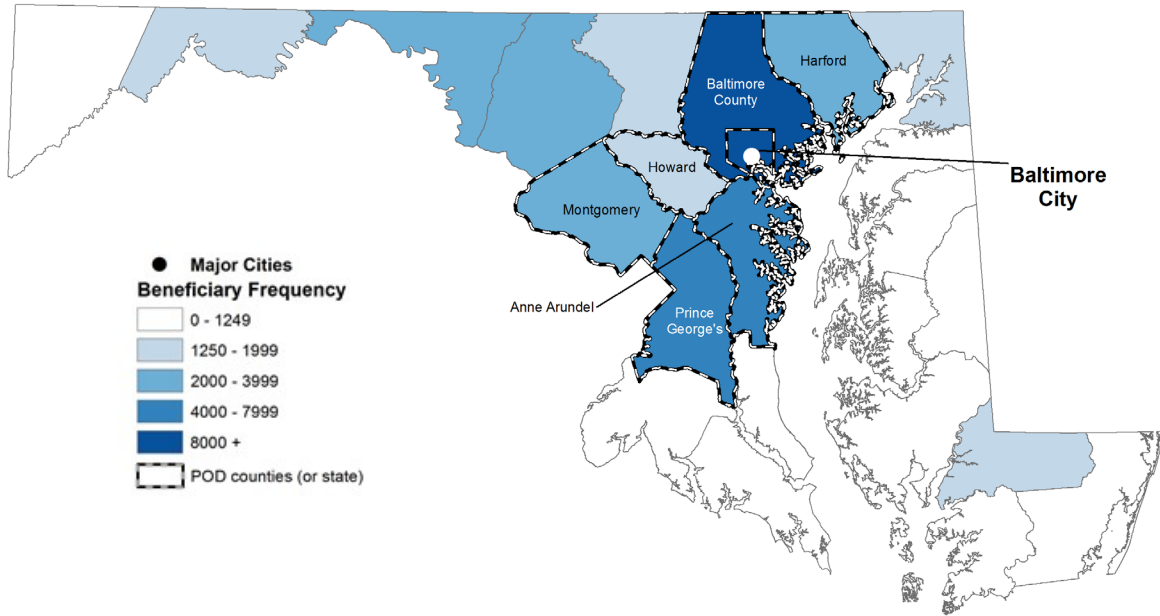 Harford
Baltimore
County
Howard
Baltimore
City
Montgomery
Major Cities
Beneficiary Frequency
Anne Arundel
Prince
George's
0 - 1249
1250 - 1999
2000 - 3999
4000 - 7999
8000 +
POD counties (or state)